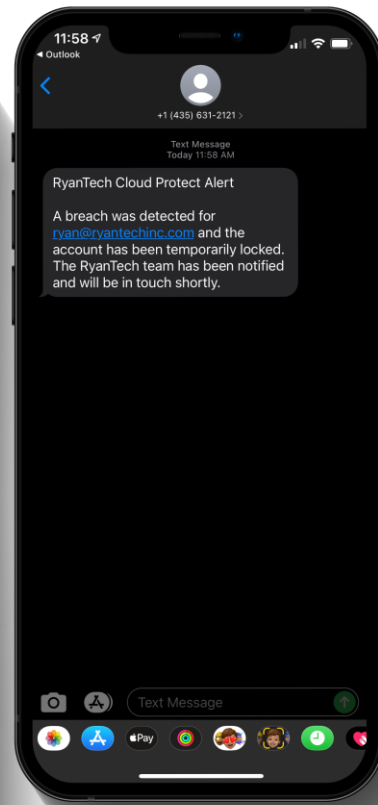 11:58
◀ Outlook
+1 (435) 631-2121 >
Text Message
Today 11:58 AM
RyanTech Cloud Protect Alert
A breach was detected for
ryan@ryantechinc.com and the
account has been temporarily locked.
The RyanTech team has been notified
and will be in touch shortly.
Text Message
Pay